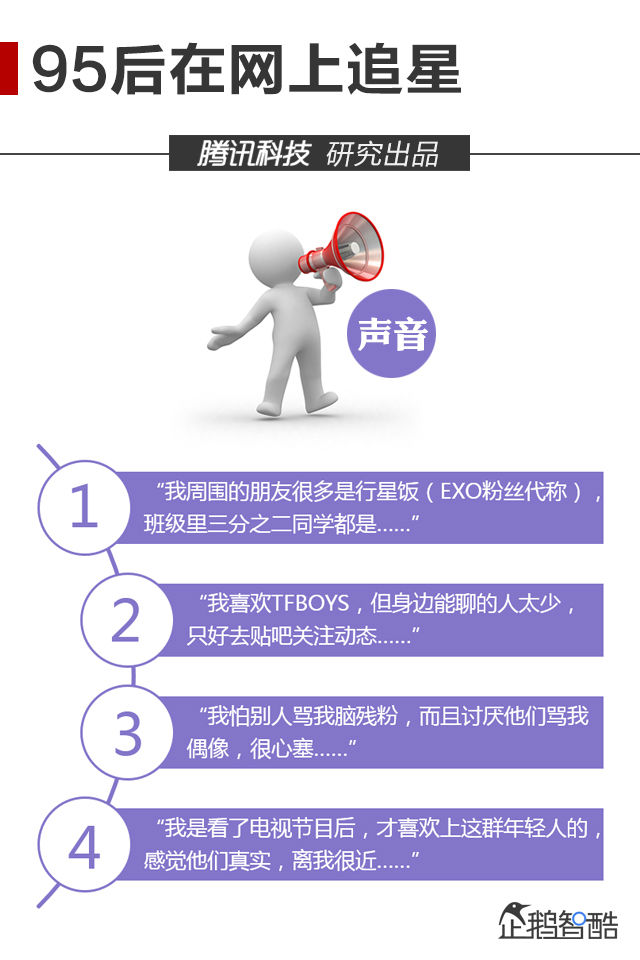 95后在网上追星
腾讯科技 研究出品
声音
1
“我周围的朋友很多是行星饭（EXO粉丝代称），
班级里三分之二同学都是……”
2
“我喜欢TFBOYS，但身边能聊的人太少，
只好去贴吧关注动态……”
3
“我怕别人骂我脑残粉，而且讨厌他们骂我
偶像，很心塞……”
4
“我是看了电视节目后，才喜欢上这群年轻人的，
感觉他们真实，离我很近……”
企鹅智酷